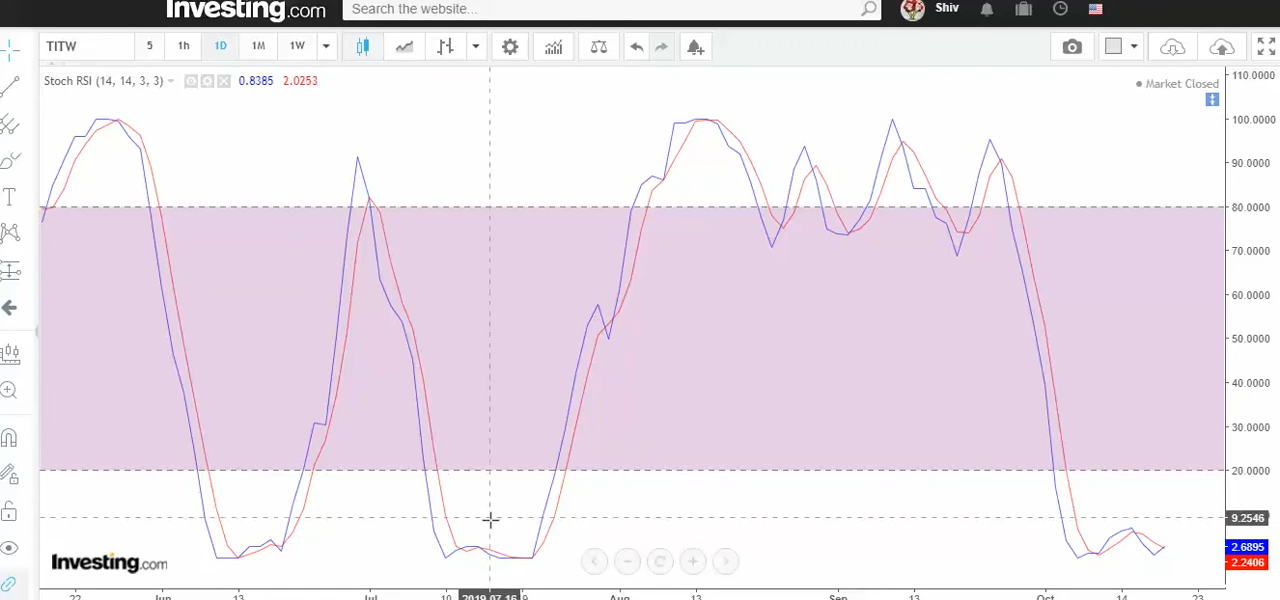 Investing.com Search the website... Shiv
TITW 5 1h 1D 1M 1W
Stoch RSI (14, 14, 3, 3) 0.8385 2.0253
Market Closed
110.0000
100.0000
90.0000
80.0000
70.0000
60.0000
50.0000
40.0000
30.0000
20.0000
9.2546
2.6895
2.2406
Investing.com
22 Jun 13 Jul 10 2019-07-16 Aug 13 Sep 13 Oct 14 23